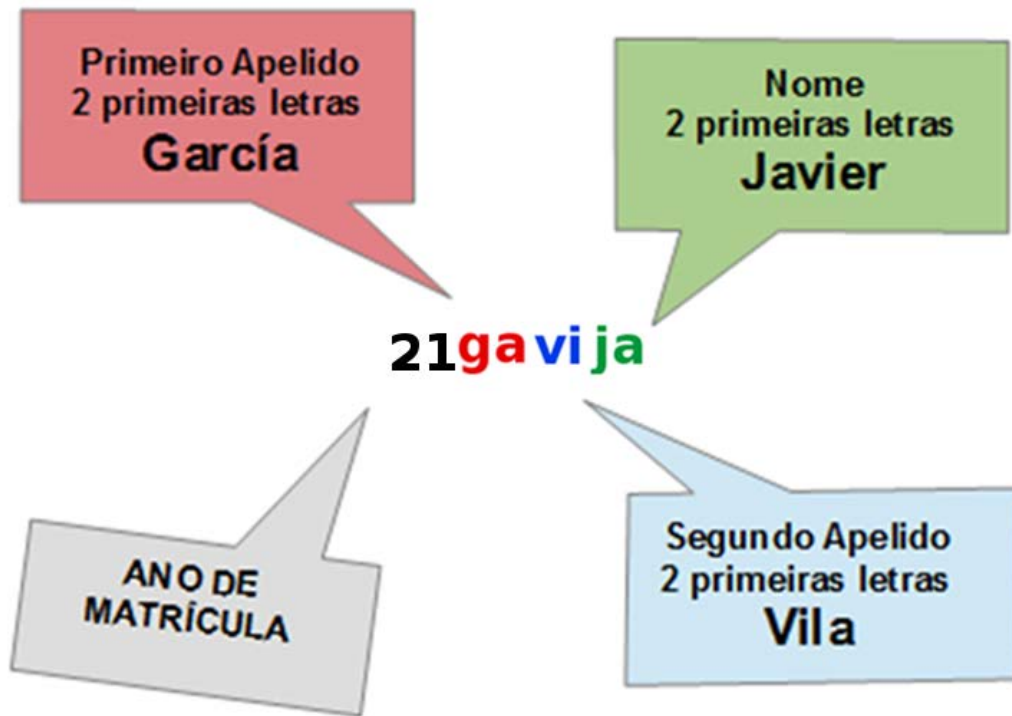 Primeiro Apelido
2 primeiras letras
García
Nome
2 primeiras letras
Javier
21gavija
ANO DE
MATRÍCULA
Segundo Apelido
2 primeiras letras
Vila